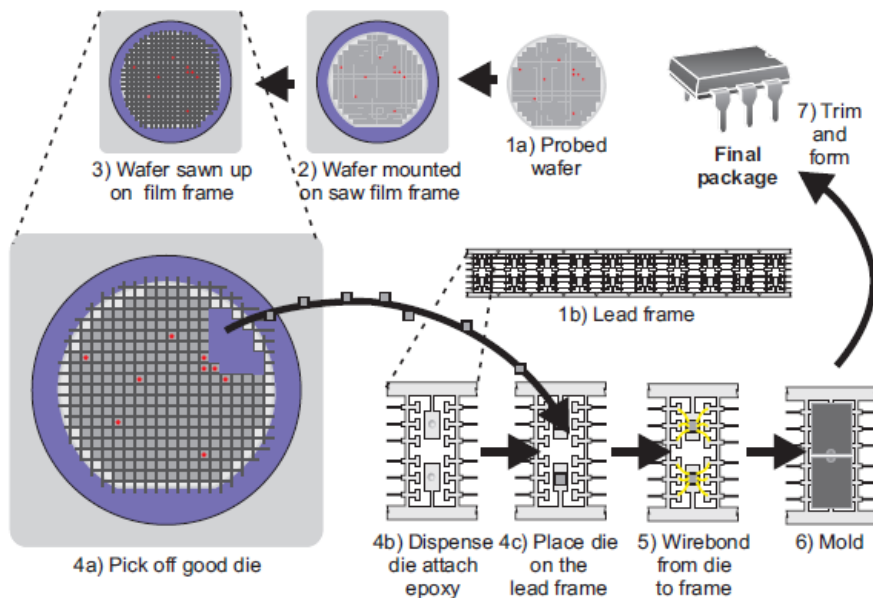 3) Wafer sawn up
on film frame
2) Wafer mounted
on saw film frame
1a) Probed
wafer
Final
package
7) Trim
and
form
1b) Lead frame
4a) Pick off good die
4b) Dispense
die attach
epoxy
4c) Place die
on the
lead frame
5) Wirebond
from die
to frame
6) Mold